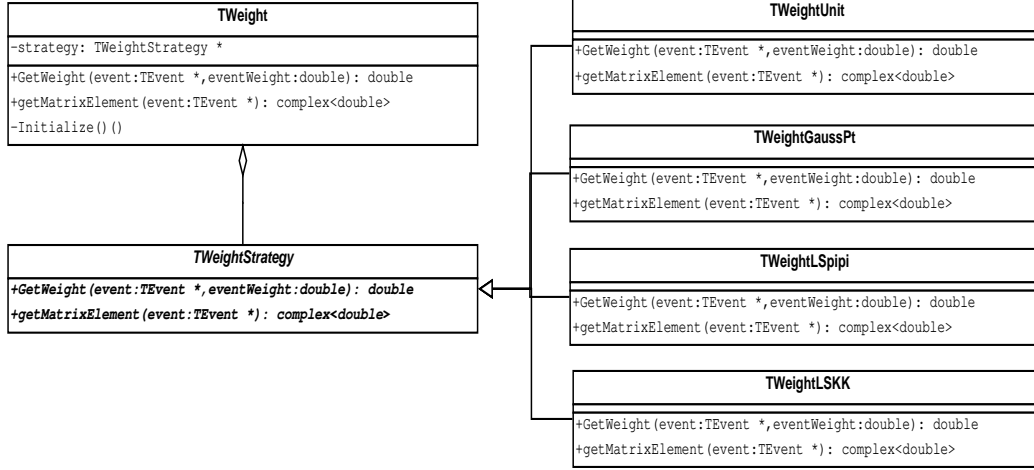 TWeight
-strategy: TWeightStrategy *
+GetWeight(event:TEvent *,eventWeight:double): double
+getMatrixElement(event:TEvent *): complex<double>
-Initialize()()
TWeightStrategy
+GetWeight(event:TEvent *,eventWeight:double): double
+getMatrixElement(event:TEvent *): complex<double>
TWeightUnit
+GetWeight(event:TEvent *,eventWeight:double): double
+getMatrixElement(event:TEvent *): complex<double>
TWeightGaussPt
+GetWeight(event:TEvent *,eventWeight:double): double
+getMatrixElement(event:TEvent *): complex<double>
TWeightLSpipi
+GetWeight(event:TEvent *,eventWeight:double): double
+getMatrixElement(event:TEvent *): complex<double>
TWeightLSKK
+GetWeight(event:TEvent *,eventWeight:double): double
+getMatrixElement(event:TEvent *): complex<double>